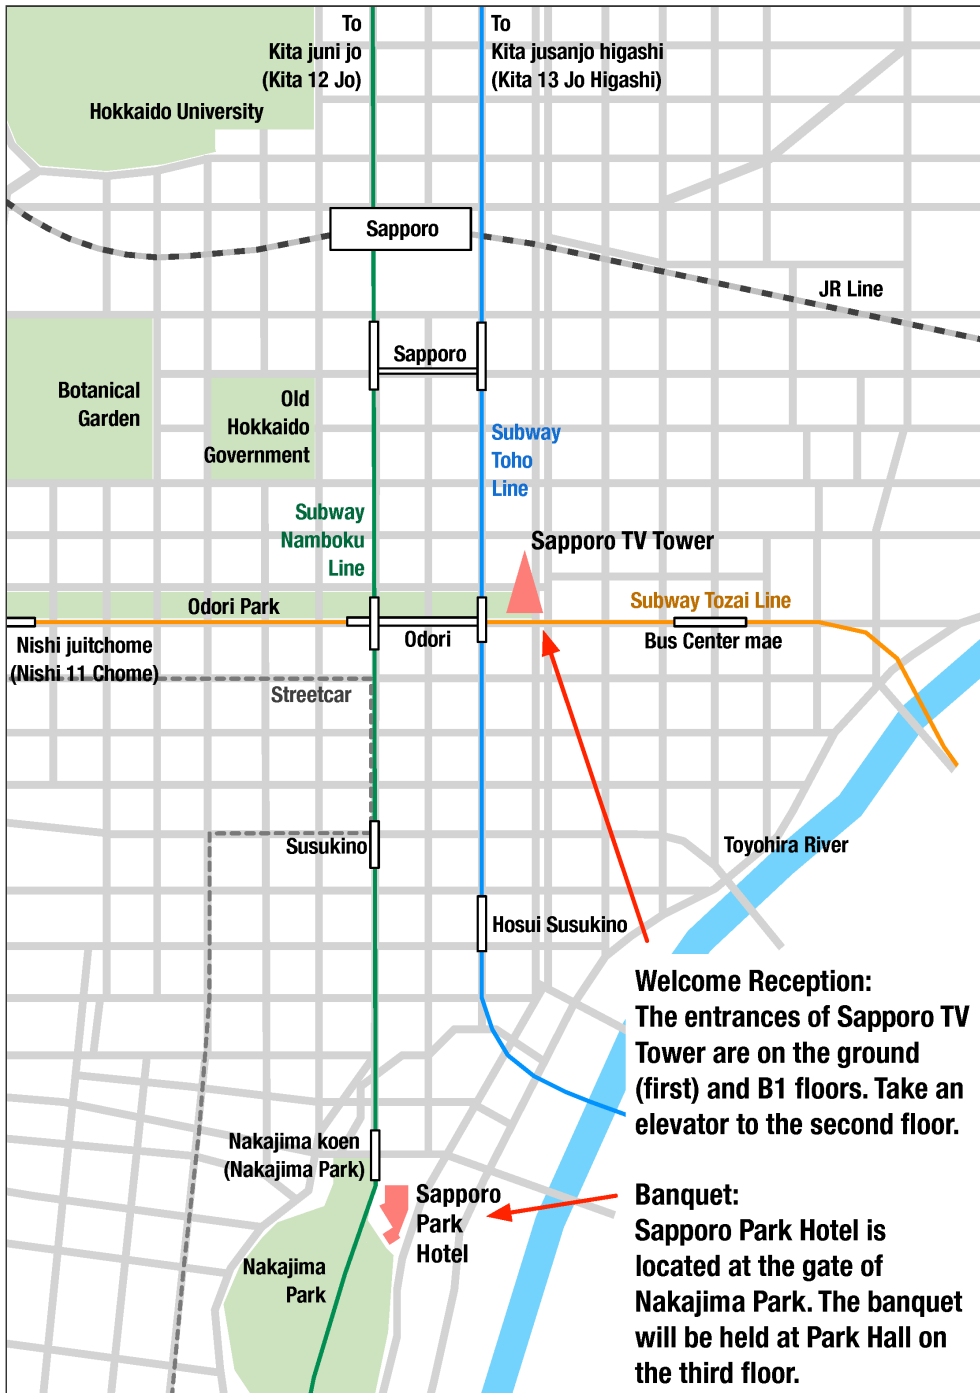 To
Kita juni jo
(Kita 12 Jo)
To
Kita jusanjo higashi
(Kita 13 Jo Higashi)
Hokkaido University
Sapporo
JR Line
Sapporo
Botanical
Garden
Old
Hokkaido
Government
Subway
Toho
Line
Subway
Namboku
Line
Sapporo TV Tower
Odori Park
Subway Tozai Line
Odori
Bus Center mae
Nishi juitchome
(Nishi 11 Chome)
Streetcar
Susukino
Toyohira River
Hosui Susukino
Welcome Reception:
The entrances of Sapporo TV
Tower are on the ground
(first) and B1 floors. Take an
elevator to the second floor.
Nakajima koen
(Nakajima Park)
Sapporo
Park
Hotel
Nakajima
Park
Banquet:
Sapporo Park Hotel is
located at the gate of
Nakajima Park. The banquet
will be held at Park Hall on
the third floor.